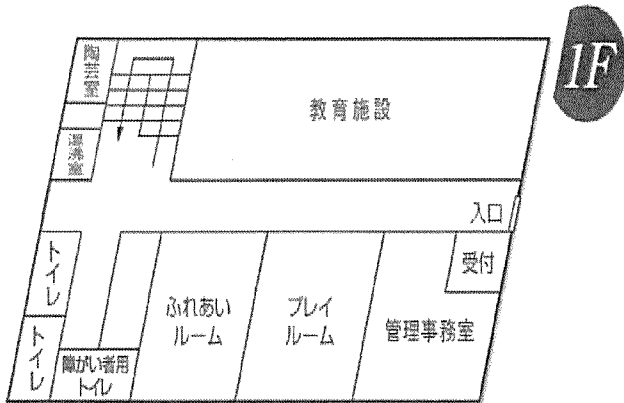 1F
陶芸室
教育施設
湯沸室
入口
受付
トイレ
ふれあい
ルーム
プレイ
ルーム
管理事務室
トイレ
障がい者用
トイレ